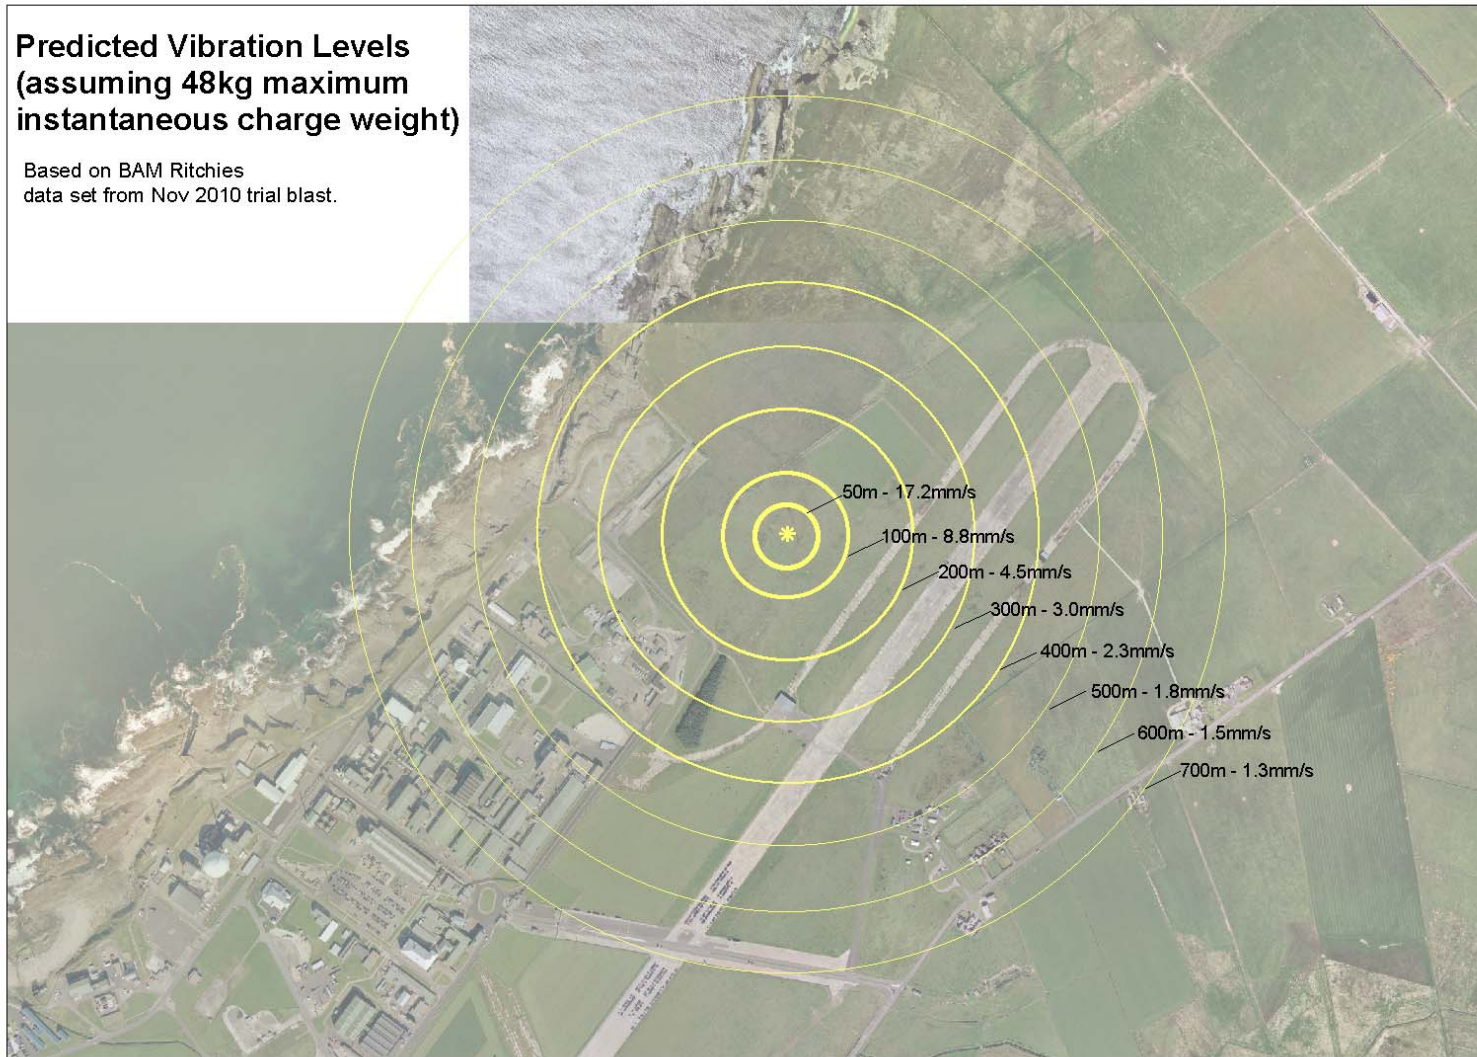 Predicted Vibration Levels
(assuming 48kg maximum
instantaneous charge weight)
Based on BAM Ritchies
data set from Nov 2010 trial blast.
50m - 17.2mm/s
100m - 8.8mm/s
200m - 4.5mm/s
300m - 3.0mm/s
400m - 2.3mm/s
500m - 1.8mm/s
600m - 1.5mm/s
700m - 1.3mm/s